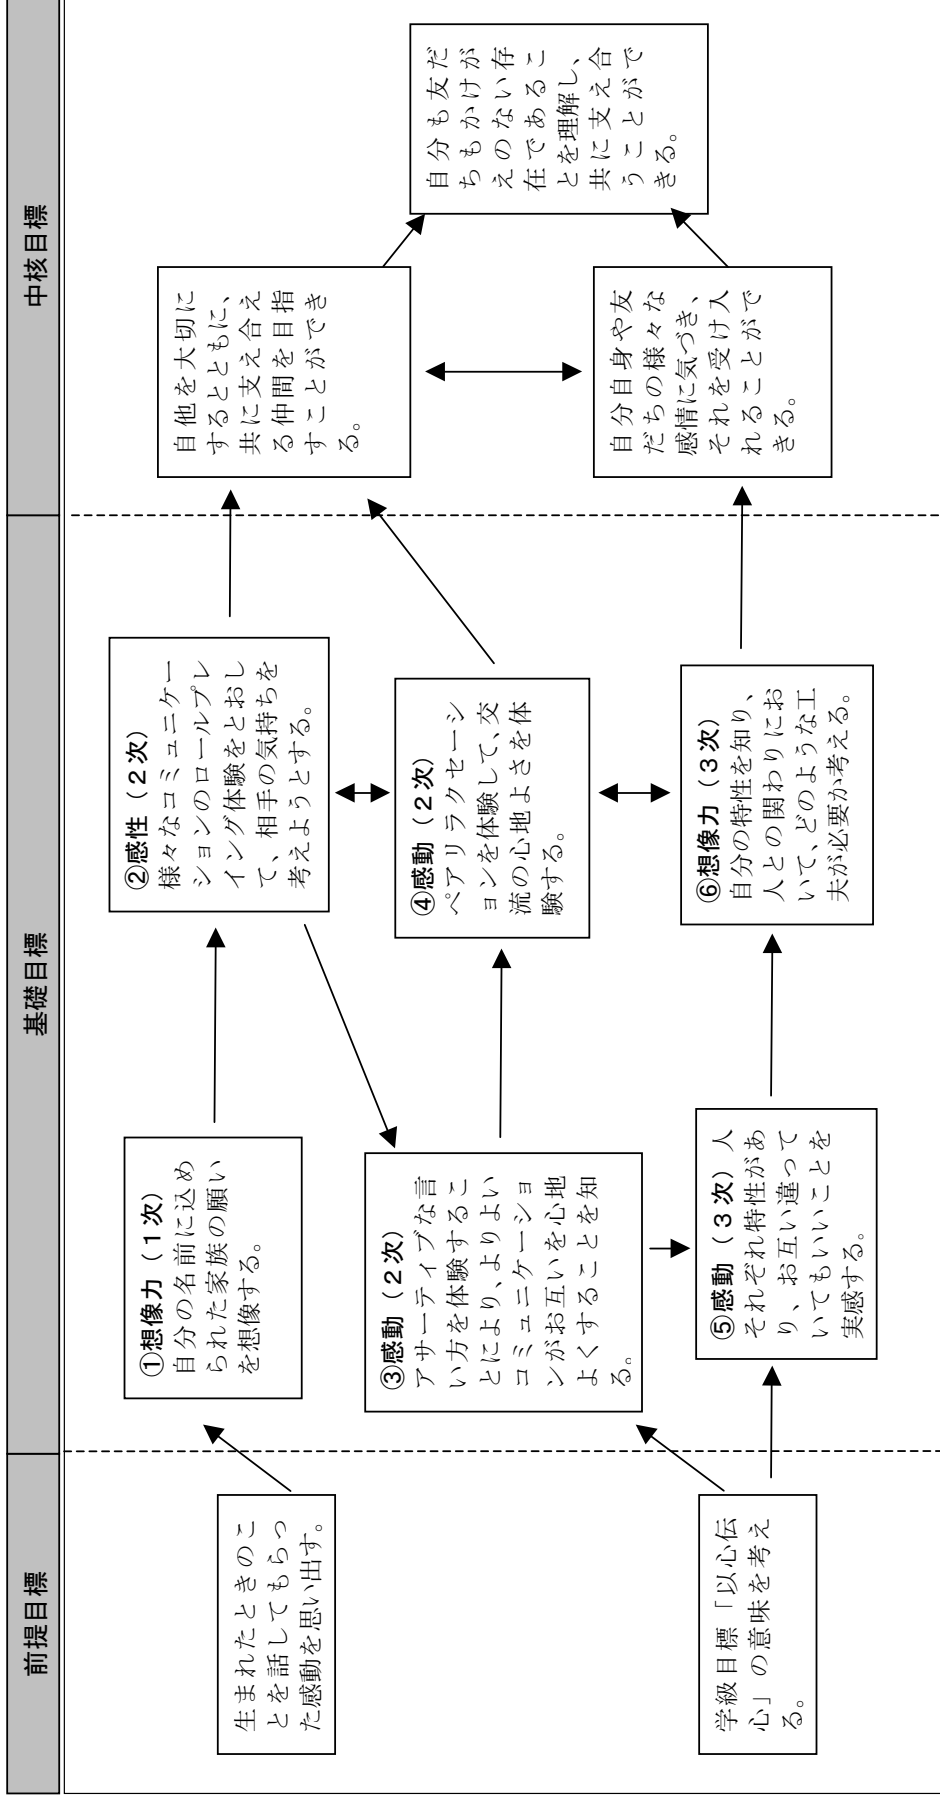 前提目標
基礎目標
中核目標
生まれたときのこ
とを話してもらっ
た感動を思い出す。
学級目標「以心伝
心」の意味を考え
る。
①想像力（１次）
自分の名前に込め
られた家族の願い
を想像する。
②感性（２次）
様々なコミュニケー
ションのロールプレ
イング体験をとおし
て、相手の気持ちを
考えようとする。
③感動（２次）
アサーティブな言
い方を体験するこ
とにより、よりよい
コミュニケーショ
ンがお互いを心地
よくすることを知
る。
④感動（２次）
ペアリラクセーシ
ョンを体験して、交
流の心地よさを体
験する。
⑤感動（３次）人
それぞれ特性があ
り、お互い違って
いてもいいことを
実感する。
⑥想像力（３次）
自分の特性を知り、
人との関わりにお
いて、どのような工
夫が必要か考える。
自他を大切に
するとともに、
共に支え合え
る仲間を目指
すことができ
る。
自分自身や友
だちの様々な
感情に気づき、
それを受け入
れることがで
きる。
自分も友だ
ちもかけが
えのない存
在であるこ
とを理解し、
共に支え合
うことがで
きる。